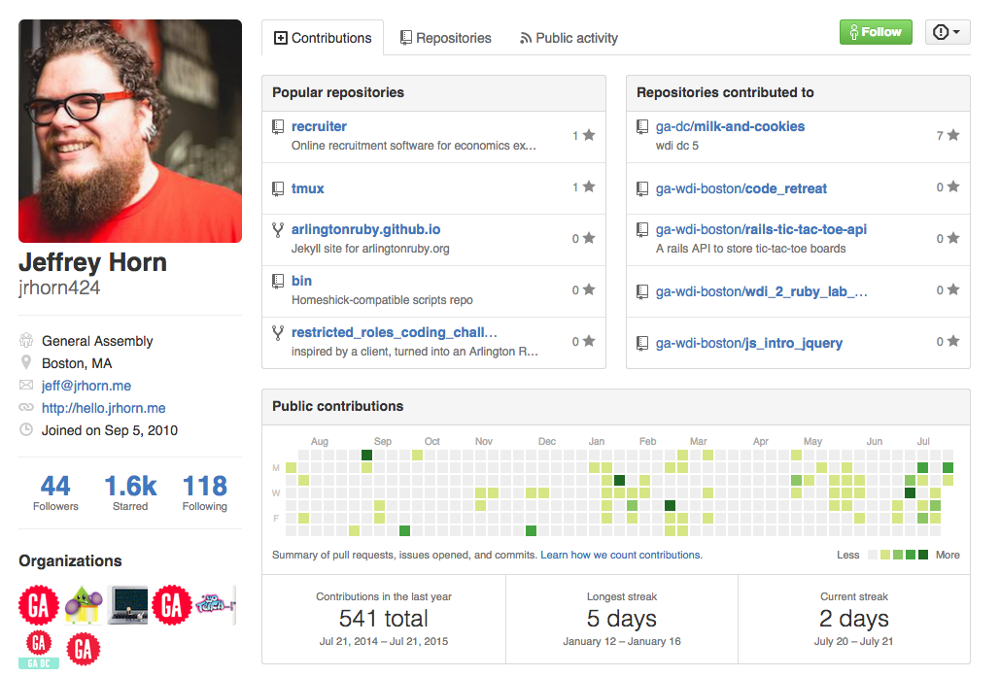 Contributions
Repositories
Public activity
Follow
Jeffrey Horn
jrhorn424
General Assembly
Boston, MA
jeff@jrhorn.me
http://hello.jrhorn.me
Joined on Sep 5, 2010
44
Followers
1.6k
Starred
118
Following
Organizations
GA
GA
GA
GA DC
GA
Popular repositories
recruiter
Online recruitment software for economics ex…
1
tmux
1
arlingtonruby.github.io
Jekyll site for arlingtonruby.org
0
bin
Homeshick-compatible scripts repo
0
restricted_roles_coding_chall…
inspired by a client, turned into an Arlington R…
0
Repositories contributed to
ga-dc/milk-and-cookies
wdi dc 5
7
ga-wdi-boston/code_retreat
0
ga-wdi-boston/rails-tic-tac-toe-api
A rails API to store tic-tac-toe boards
0
ga-wdi-boston/wdi_2_ruby_lab_…
0
ga-wdi-boston/js_intro_jquery
0
Public contributions
Aug Sep Oct Nov Dec Jan Feb Mar Apr May Jun Jul
M
W
F
Summary of pull requests, issues opened, and commits. Learn how we count contributions.
Less More
Contributions in the last year
541 total
Jul 21, 2014 – Jul 21, 2015
Longest streak
5 days
January 12 – January 16
Current streak
2 days
July 20 – July 21